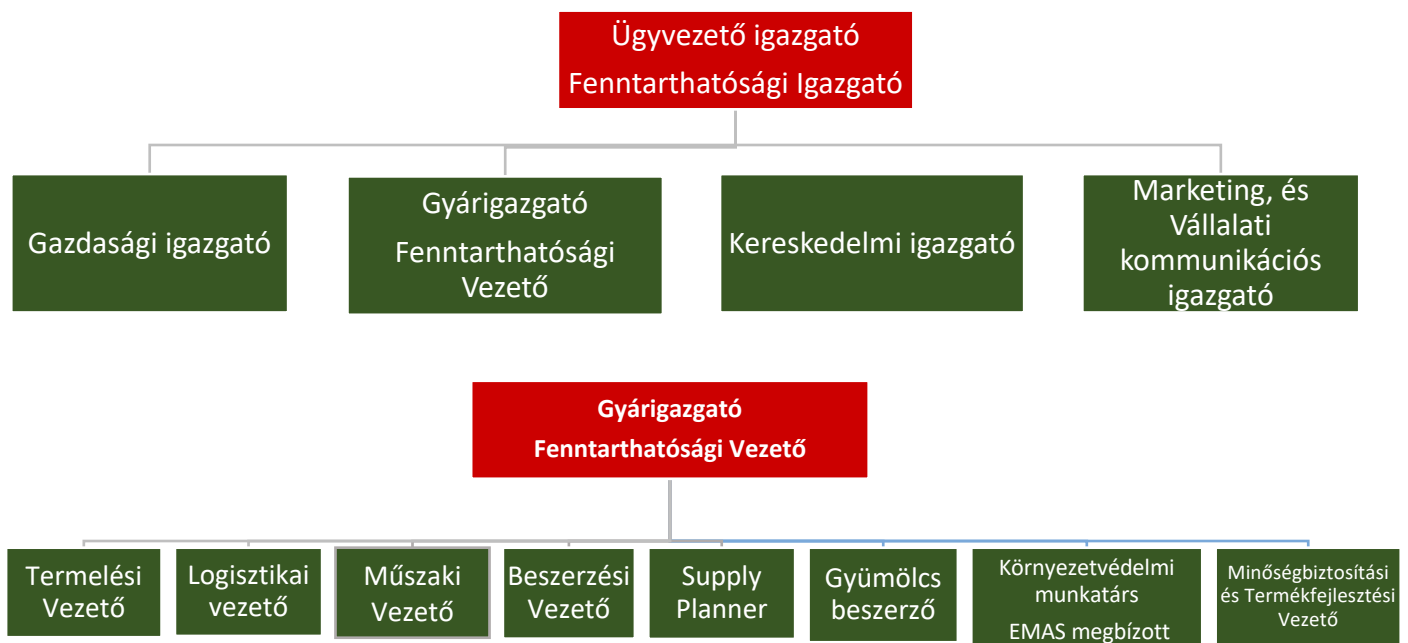 Ügyvezető igazgató
Fenntarthatósági Igazgató
Gazdasági igazgató
Gyárigazgató
Fenntarthatósági
Vezető
Kereskedelmi igazgató
Marketing, és
Vállalati
kommunikációs
igazgató
Gyárigazgató
Fenntarthatósági Vezető
Termelési
Vezető
Logisztikai
vezető
Műszaki
Vezető
Beszerzési
Vezető
Supply
Planner
Gyümölcs
beszerző
Környezetvédelmi
munkatárs
EMAS megbízott
Minőségbiztosítási
és Termékfejlesztési
Vezető